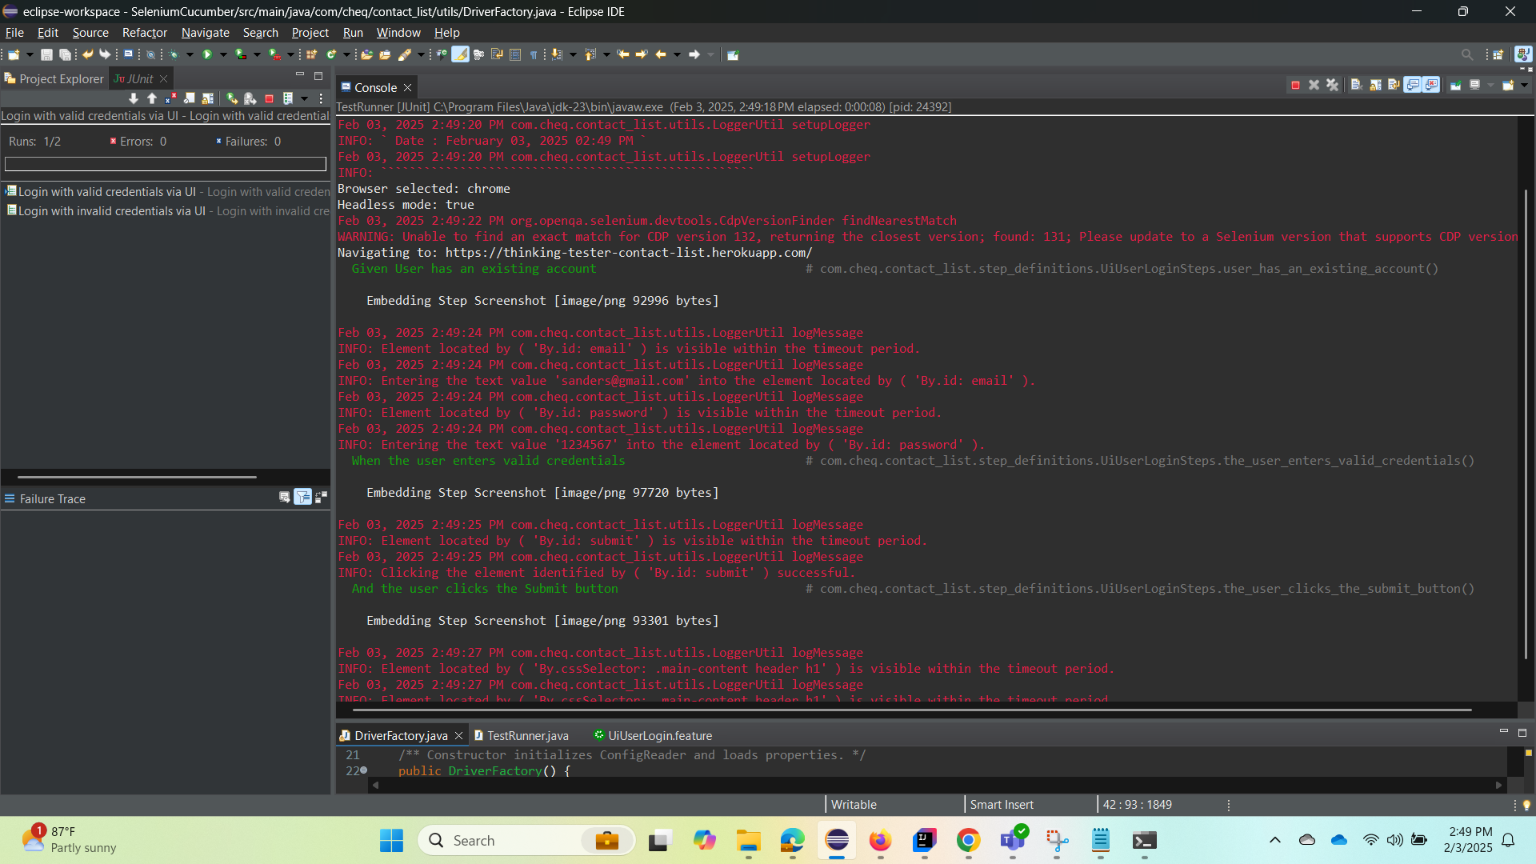 eclipse-workspace - SeleniumCucumber/src/main/java/com/cheq/contact_list/utils/DriverFactory.java - Eclipse IDE
File Edit Source Refactor Navigate Search Project Run Window Help
Project Explorer JUnit
Login with valid credentials via UI - Login with valid credential
Runs: 1/2 Errors: 0 Failures: 0
Login with valid credentials via UI - Login with valid creden
Login with invalid credentials via UI - Login with invalid cre
Failure Trace
Console
TestRunner [JUnit] C:\Program Files\Java\jdk-23\bin\javaw.exe (Feb 3, 2025, 2:49:18 PM elapsed: 0:00:08) [pid: 24392]
Feb 03, 2025 2:49:20 PM com.cheq.contact_list.utils.LoggerUtil setupLogger
INFO: ` Date : February 03, 2025 02:49 PM `
Feb 03, 2025 2:49:20 PM com.cheq.contact_list.utils.LoggerUtil setupLogger
INFO: ````````````````````````````````````````````````````
Browser selected: chrome
Headless mode: true
Feb 03, 2025 2:49:22 PM org.openqa.selenium.devtools.CdpVersionFinder findNearestMatch
WARNING: Unable to find an exact match for CDP version 132, returning the closest version; found: 131; Please update to a Selenium version that supports CDP version
Navigating to: https://thinking-tester-contact-list.herokuapp.com/
Given User has an existing account # com.cheq.contact_list.step_definitions.UiUserLoginSteps.user_has_an_existing_account()
Embedding Step Screenshot [image/png 92996 bytes]
Feb 03, 2025 2:49:24 PM com.cheq.contact_list.utils.LoggerUtil logMessage
INFO: Element located by ( 'By.id: email' ) is visible within the timeout period.
Feb 03, 2025 2:49:24 PM com.cheq.contact_list.utils.LoggerUtil logMessage
INFO: Entering the text value 'sanders@gmail.com' into the element located by ( 'By.id: email' ).
Feb 03, 2025 2:49:24 PM com.cheq.contact_list.utils.LoggerUtil logMessage
INFO: Element located by ( 'By.id: password' ) is visible within the timeout period.
Feb 03, 2025 2:49:24 PM com.cheq.contact_list.utils.LoggerUtil logMessage
INFO: Entering the text value '1234567' into the element located by ( 'By.id: password' ).
When the user enters valid credentials # com.cheq.contact_list.step_definitions.UiUserLoginSteps.the_user_enters_valid_credentials()
Embedding Step Screenshot [image/png 97720 bytes]
Feb 03, 2025 2:49:25 PM com.cheq.contact_list.utils.LoggerUtil logMessage
INFO: Element located by ( 'By.id: submit' ) is visible within the timeout period.
Feb 03, 2025 2:49:25 PM com.cheq.contact_list.utils.LoggerUtil logMessage
INFO: Clicking the element identified by ( 'By.id: submit' ) successful.
And the user clicks the Submit button # com.cheq.contact_list.step_definitions.UiUserLoginSteps.the_user_clicks_the_submit_button()
Embedding Step Screenshot [image/png 93301 bytes]
Feb 03, 2025 2:49:27 PM com.cheq.contact_list.utils.LoggerUtil logMessage
INFO: Element located by ( 'By.cssSelector: .main-content header h1' ) is visible within the timeout period.
Feb 03, 2025 2:49:27 PM com.cheq.contact_list.utils.LoggerUtil logMessage
INFO: Element located by ( 'By.cssSelector: .main-content header h1' ) is visible within the timeout period.
DriverFactory.java TestRunner.java UiUserLogin.feature
21 /** Constructor initializes ConfigReader and loads properties. */
22 public DriverFactory() {
Writable Smart Insert 42 : 93 : 1849
1 87°F
Partly sunny
Search
2:49 PM
2/3/2025